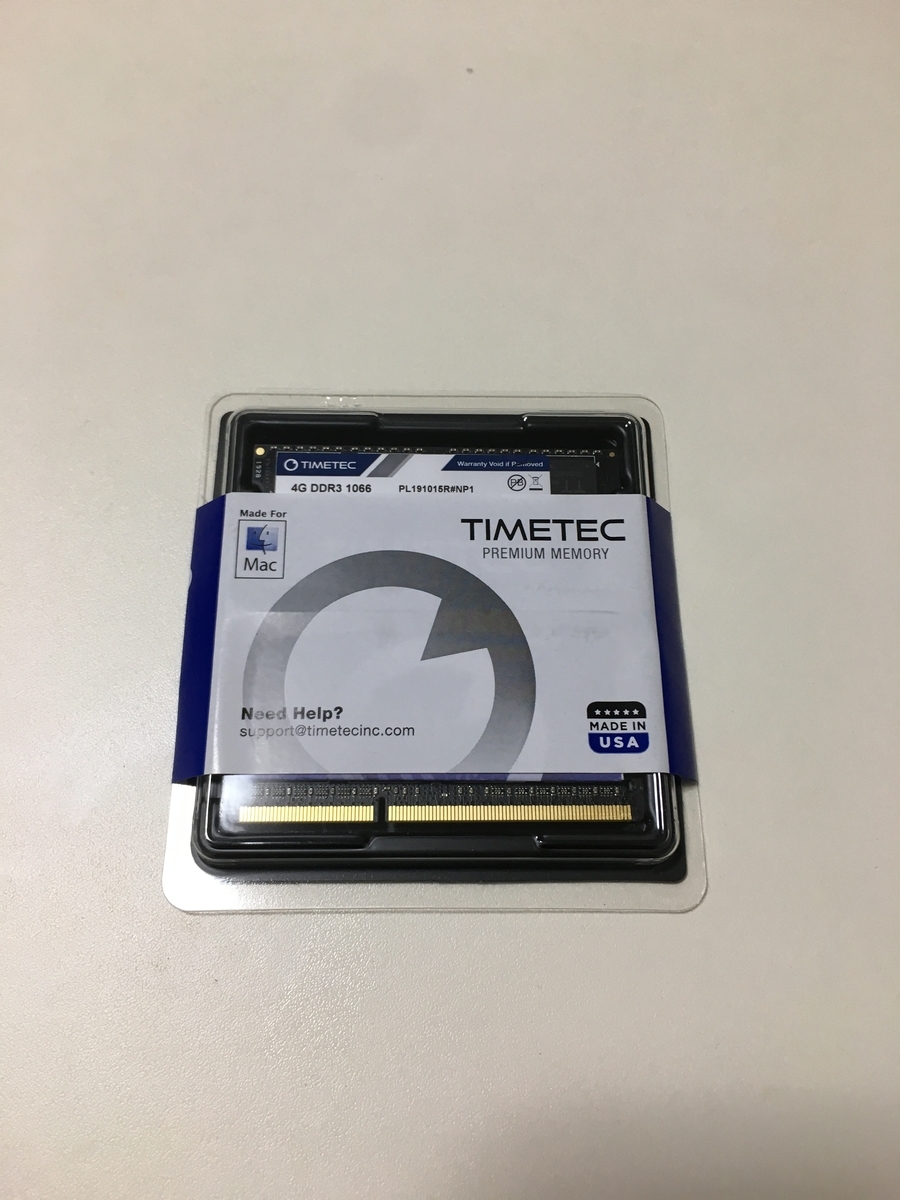 1928
TIMETEC
Warranty Void if Removed
4G DDR3 1066
PL191015R#NP1
Pb
Made For
Mac
TIMETEC
PREMIUM MEMORY
Need Help?
support@timetecinc.com
MADE IN
USA